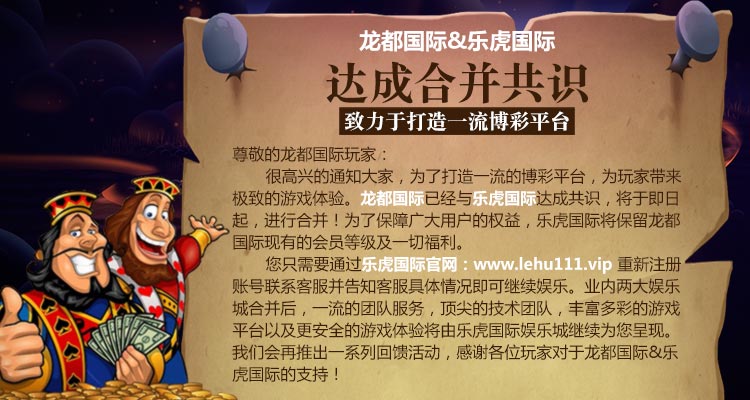 龙都国际&乐虎国际
达成合并共识
致力于打造一流博彩平台
尊敬的龙都国际玩家：
很高兴的通知大家，为了打造一流的博彩平台，为玩家带来
极致的游戏体验。龙都国际已经与乐虎国际达成共识，将于即日
起，进行合并！为了保障广大用户的权益，乐虎国际将保留龙都
国际现有的会员等级及一切福利。
您只需要通过乐虎国际官网：www.lehu111.vip 重新注册
账号联系客服并告知客服具体情况即可继续娱乐。业内两大娱乐
城合并后，一流的团队服务，顶尖的技术团队，丰富多彩的游戏
平台以及更安全的游戏体验将由乐虎国际娱乐城继续为您呈现。
我们会再推出一系列回馈活动，感谢各位玩家对于龙都国际&乐
虎国际的支持！